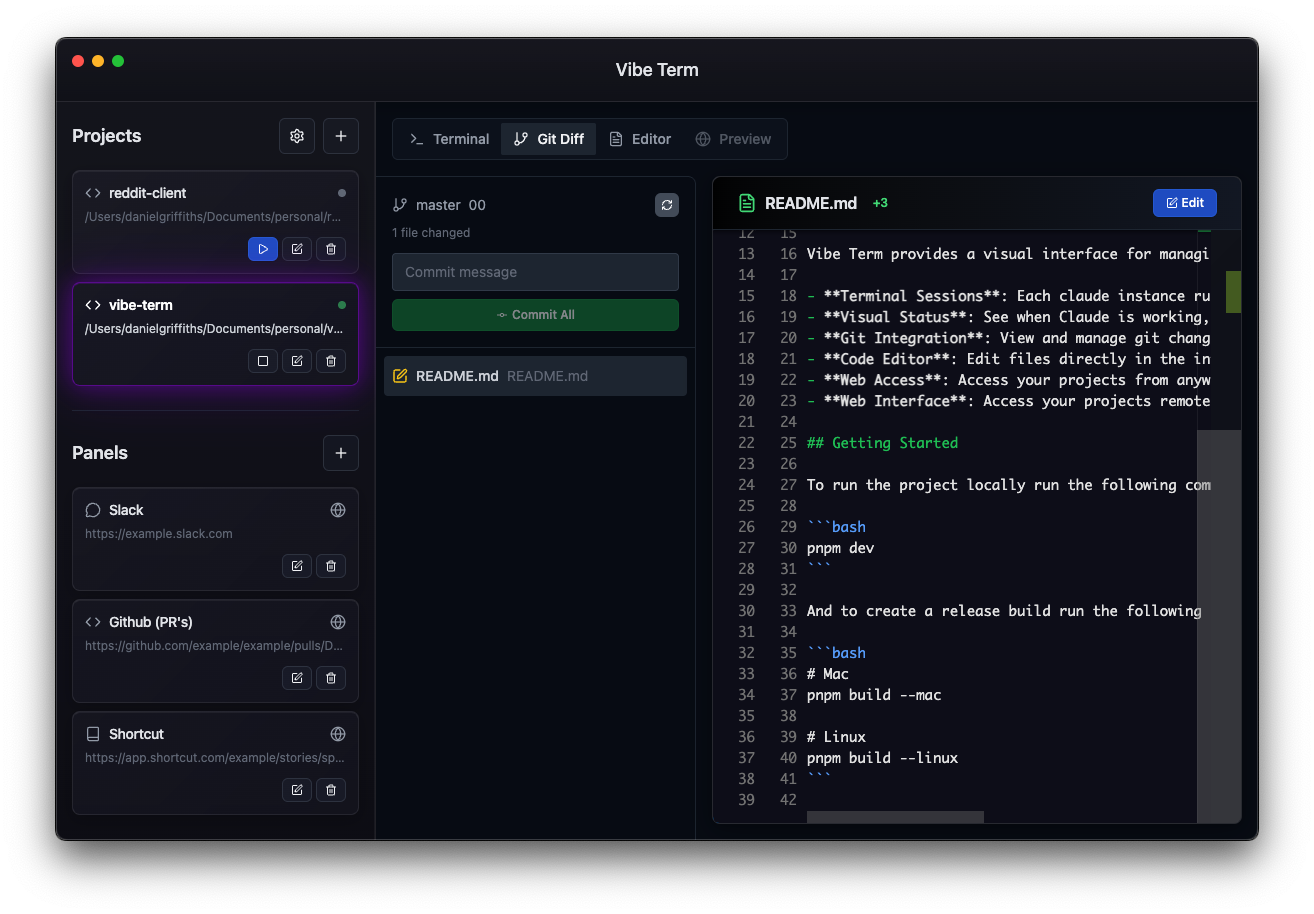 Vibe Term
Projects
reddit-client
/Users/danielgriffiths/Documents/personal/r...
vibe-term
/Users/danielgriffiths/Documents/personal/v...
Panels
Slack
https://example.slack.com
Github (PR's)
https://github.com/example/example/pulls/D...
Shortcut
https://app.shortcut.com/example/stories/sp...
Terminal Git Diff Editor Preview
master 00
1 file changed
Commit message
Commit All
README.md README.md
README.md +3
Edit
12 15
13 16 Vibe Term provides a visual interface for managi
14 17
15 18 - **Terminal Sessions**: Each claude instance ru
16 19 - **Visual Status**: See when Claude is working,
17 20 - **Git Integration**: View and manage git chang
18 21 - **Code Editor**: Edit files directly in the in
19 22 - **Web Access**: Access your projects from anyw
20 23 - **Web Interface**: Access your projects remote
21 24
22 25 ## Getting Started
23 26
24 27 To run the project locally run the following com
25 28
26 29 ```bash
27 30 pnpm dev
28 31 ```
29 32
30 33 And to create a release build run the following
31 34
32 35 ```bash
33 36 # Mac
34 37 pnpm build --mac
35 38
36 39 # Linux
37 40 pnpm build --linux
38 41 ```
39 42